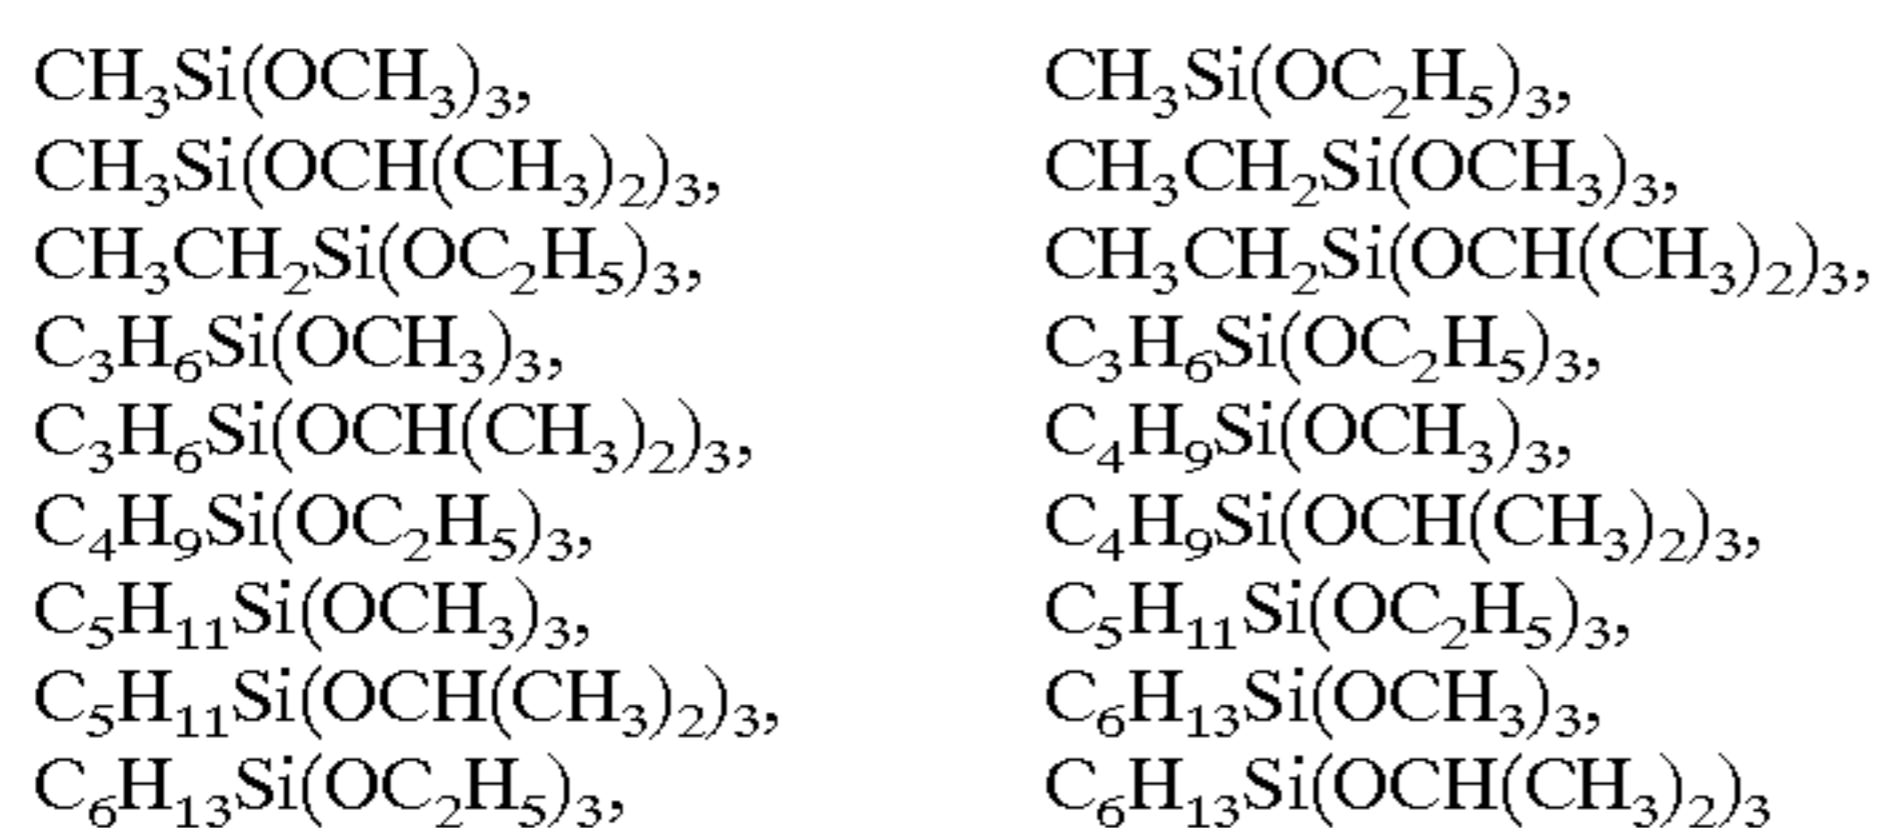 CH₃Si(OCH₃)₃, CH₃Si(OC₂H₅)₃,
CH₃Si(OCH(CH₃)₂)₃, CH₃CH₂Si(OCH₃)₃,
CH₃CH₂Si(OC₂H₅)₃, CH₃CH₂Si(OCH(CH₃)₂)₃,
C₃H₆Si(OCH₃)₃, C₃H₆Si(OC₂H₅)₃,
C₃H₆Si(OCH(CH₃)₂)₃, C₄H₉Si(OCH₃)₃,
C₄H₉Si(OC₂H₅)₃, C₄H₉Si(OCH(CH₃)₂)₃,
C₅H₁₁Si(OCH₃)₃, C₅H₁₁Si(OC₂H₅)₃,
C₅H₁₁Si(OCH(CH₃)₂)₃, C₆H₁₃Si(OCH₃)₃,
C₆H₁₃Si(OC₂H₅)₃, C₆H₁₃Si(OCH(CH₃)₂)₃